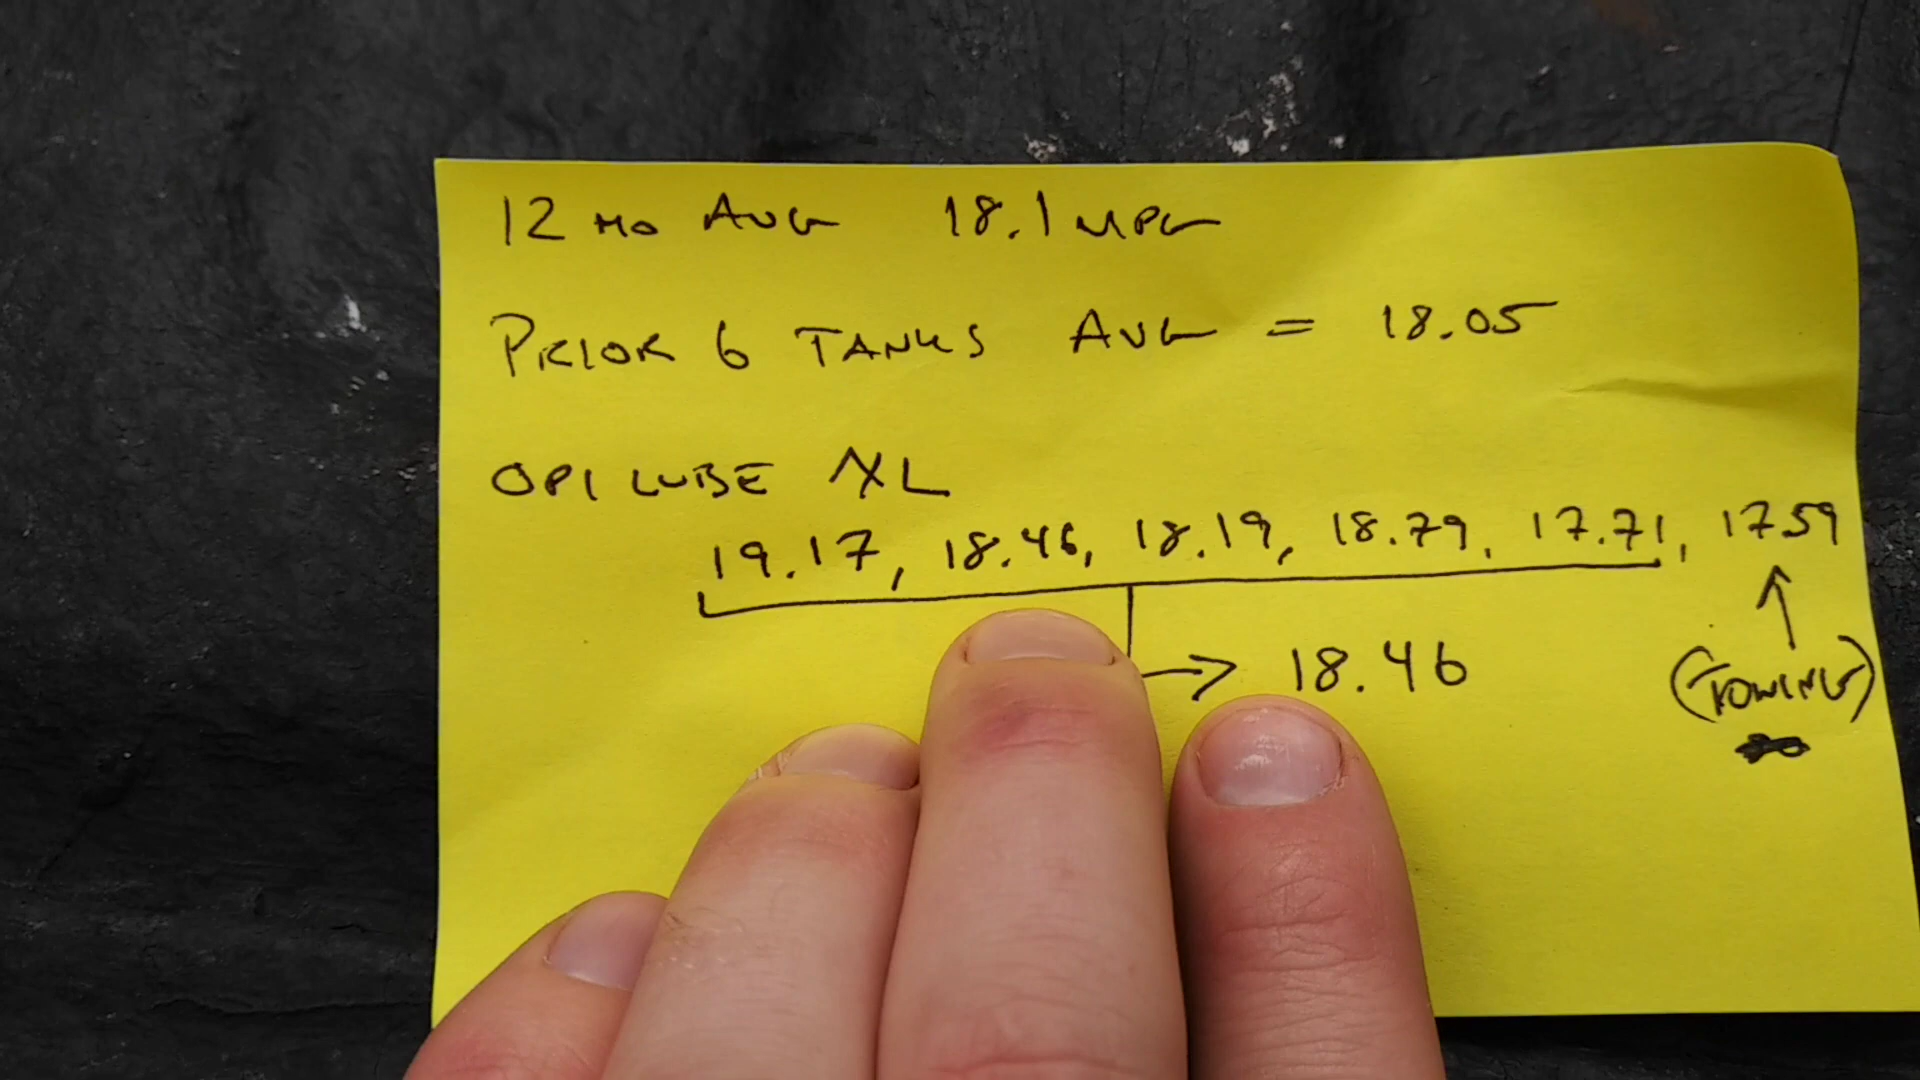 12 MO AVG 18.1 MPG
PRIOR 6 TANKS AVG = 18.05
OPI LUBE XL
19.17, 18.46, 18.19, 18.79, 17.71, 17.59
→ 18.46
(TOWING)